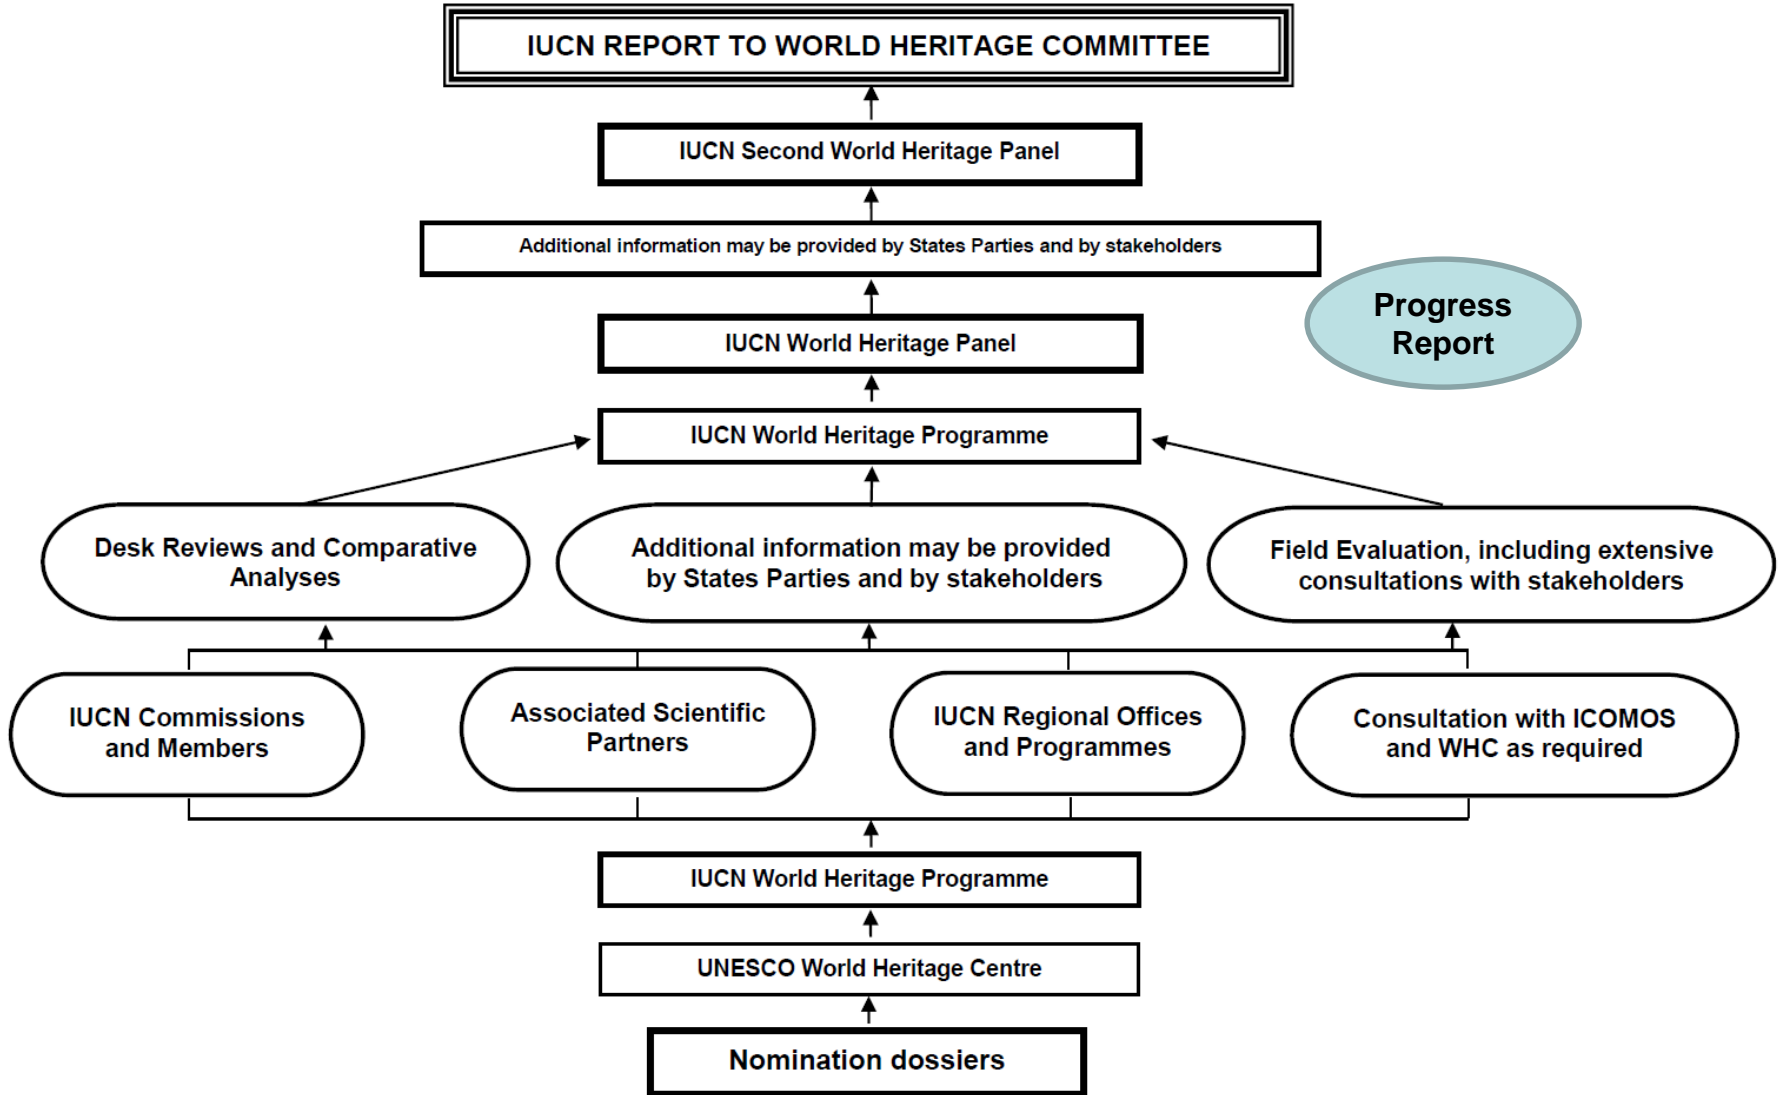 IUCN REPORT TO WORLD HERITAGE COMMITTEE
IUCN Second World Heritage Panel
Additional information may be provided by States Parties and by stakeholders
Progress
Report
IUCN World Heritage Panel
IUCN World Heritage Programme
Desk Reviews and Comparative
Analyses
Additional information may be provided
by States Parties and by stakeholders
Field Evaluation, including extensive
consultations with stakeholders
IUCN Commissions
and Members
Associated Scientific
Partners
IUCN Regional Offices
and Programmes
Consultation with ICOMOS
and WHC as required
IUCN World Heritage Programme
UNESCO World Heritage Centre
Nomination dossiers